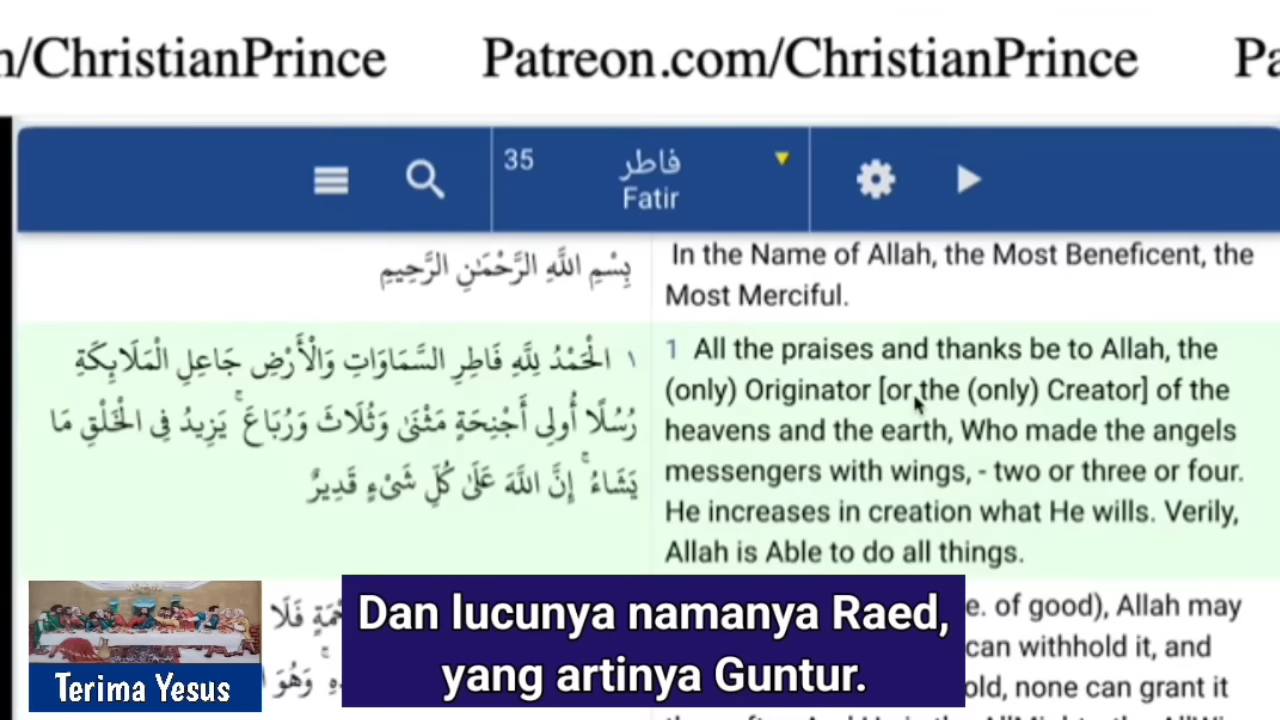 n/ChristianPrince Patreon.com/ChristianPrince Pa
35 فاطر
Fatir
بِسْمِ اللَّهِ الرَّحْمَٰنِ الرَّحِيمِ
In the Name of Allah, the Most Beneficent, the
Most Merciful.
١ الْحَمْدُ لِلَّهِ فَاطِرِ السَّمَاوَاتِ وَالْأَرْضِ جَاعِلِ الْمَلَائِكَةِ
رُسُلًا أُولِي أَجْنِحَةٍ مَثْنَىٰ وَثُلَاثَ وَرُبَاعَ ۚ يَزِيدُ فِي الْخَلْقِ مَا
يَشَاءُ ۚ إِنَّ اللَّهَ عَلَىٰ كُلِّ شَيْءٍ قَدِيرٌ
1 All the praises and thanks be to Allah, the
(only) Originator [or the (only) Creator] of the
heavens and the earth, Who made the angels
messengers with wings, - two or three or four.
He increases in creation what He wills. Verily,
Allah is Able to do all things.
فَلَا
وَهُوَ
e. of good), Allah may
can withhold it, and
old, none can grant it
Dan lucunya namanya Raed,
yang artinya Guntur.
Terima Yesus